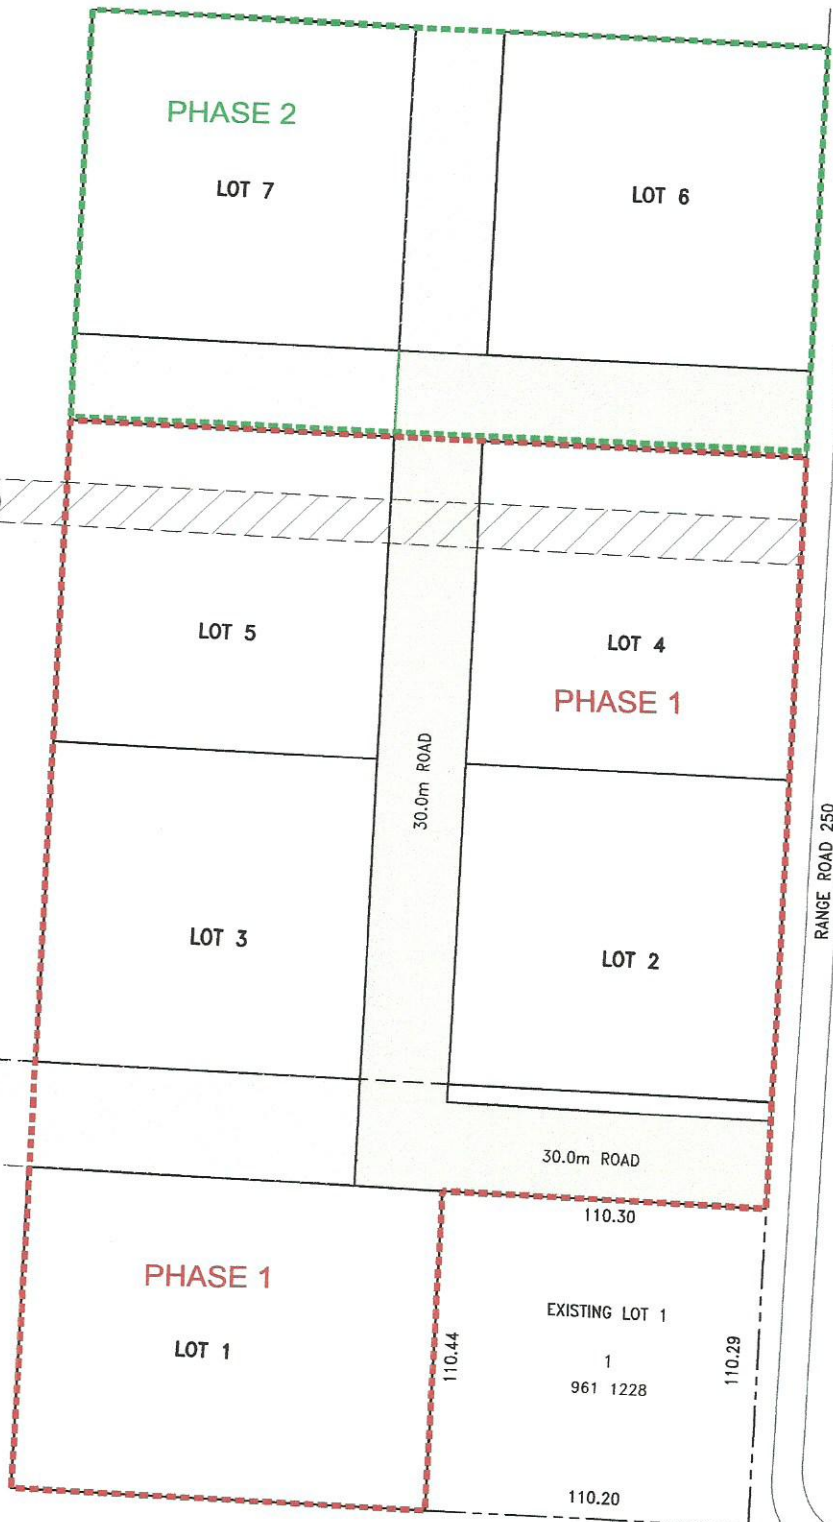 PHASE 2
LOT 7
LOT 6
LOT 5
LOT 4
PHASE 1
30.0m ROAD
RANGE ROAD 250
LOT 3
LOT 2
30.0m ROAD
110.30
PHASE 1
LOT 1
EXISTING LOT 1
1
961 1228
110.44
110.29
110.20